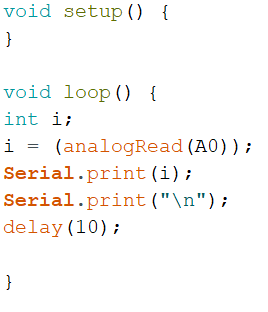 void setup() {
}
void loop() {
int i;
i = (analogRead(A0));
Serial.print(i);
Serial.print("\n");
delay(10);
}